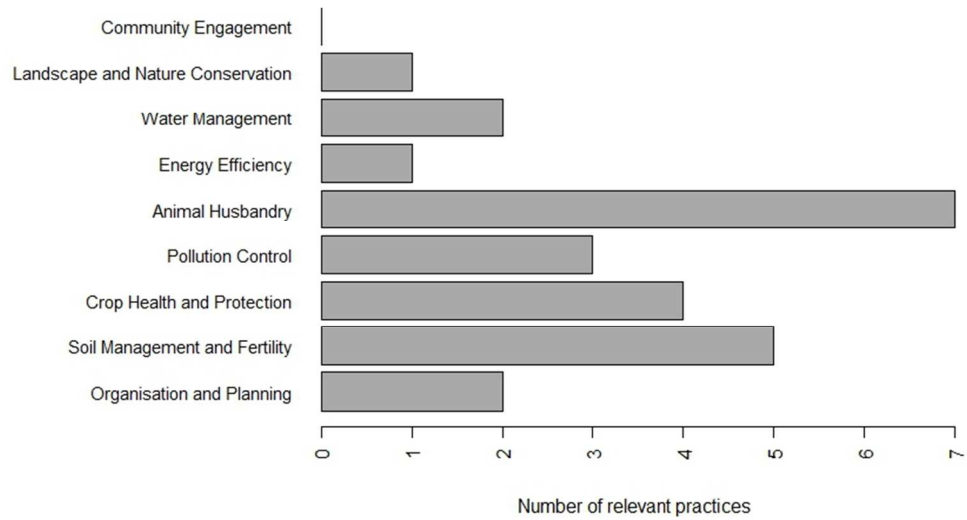 Community Engagement
Landscape and Nature Conservation
Water Management
Energy Efficiency
Animal Husbandry
Pollution Control
Crop Health and Protection
Soil Management and Fertility
Organisation and Planning
0 1 2 3 4 5 6 7
Number of relevant practices